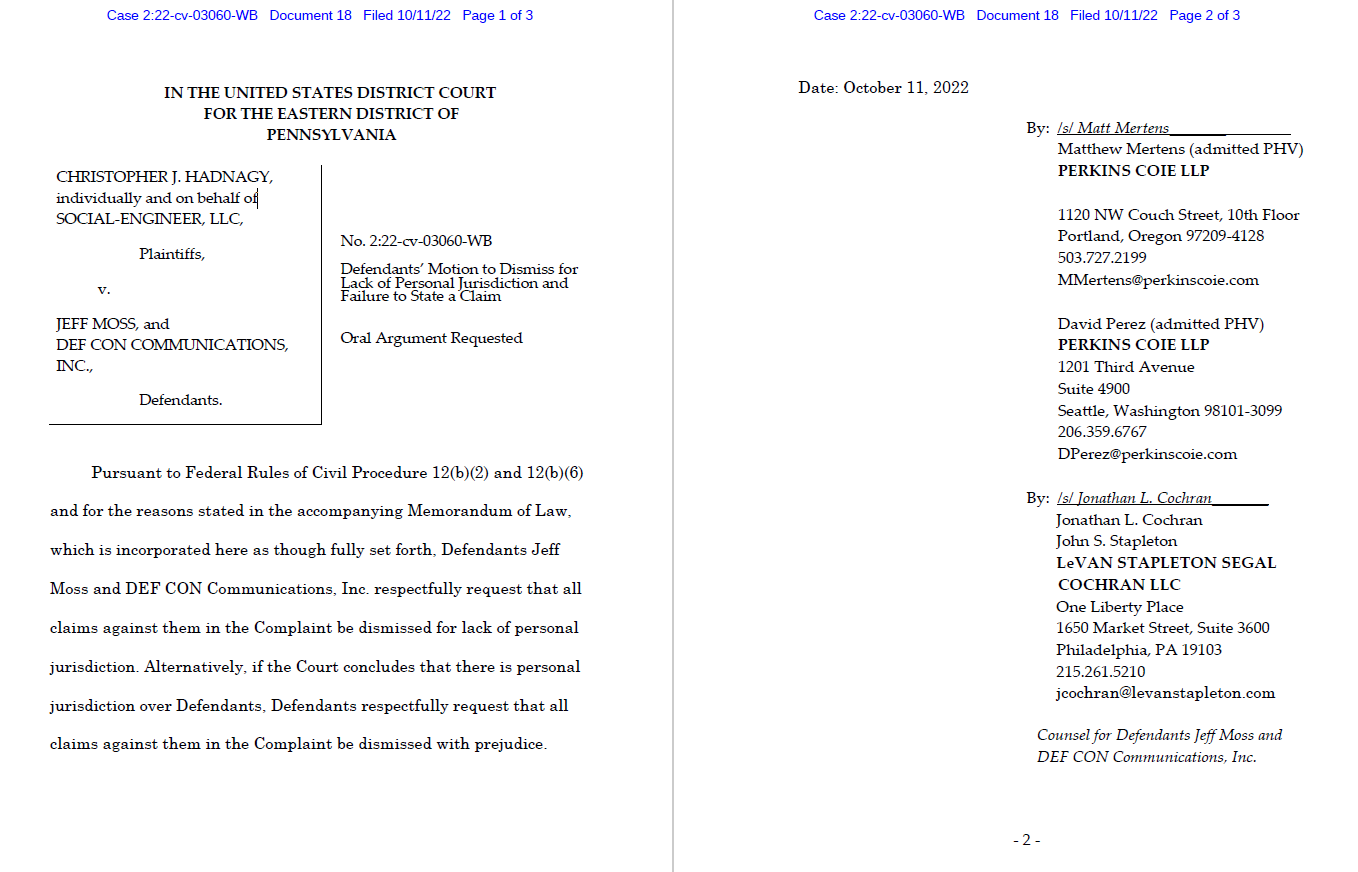 Case 2:22-cv-03060-WB Document 18 Filed 10/11/22 Page 1 of 3
IN THE UNITED STATES DISTRICT COURT
FOR THE EASTERN DISTRICT OF
PENNSYLVANIA
CHRISTOPHER J. HADNAGY,
individually and on behalf of
SOCIAL-ENGINEER, LLC,
Plaintiffs,
v.
JEFF MOSS, and
DEF CON COMMUNICATIONS,
INC.,
Defendants.
No. 2:22-cv-03060-WB
Defendants' Motion to Dismiss for
Lack of Personal Jurisdiction and
Failure to State a Claim
Oral Argument Requested
Pursuant to Federal Rules of Civil Procedure 12(b)(2) and 12(b)(6)
and for the reasons stated in the accompanying Memorandum of Law,
which is incorporated here as though fully set forth, Defendants Jeff
Moss and DEF CON Communications, Inc. respectfully request that all
claims against them in the Complaint be dismissed for lack of personal
jurisdiction. Alternatively, if the Court concludes that there is personal
jurisdiction over Defendants, Defendants respectfully request that all
claims against them in the Complaint be dismissed with prejudice.
Case 2:22-cv-03060-WB Document 18 Filed 10/11/22 Page 2 of 3
Date: October 11, 2022
By: /s/ Matt Mertens
Matthew Mertens (admitted PHV)
PERKINS COIE LLP
1120 NW Couch Street, 10th Floor
Portland, Oregon 97209-4128
503.727.2199
MMertens@perkinscoie.com
David Perez (admitted PHV)
PERKINS COIE LLP
1201 Third Avenue
Suite 4900
Seattle, Washington 98101-3099
206.359.6767
DPerez@perkinscoie.com
By: /s/ Jonathan L. Cochran
Jonathan L. Cochran
John S. Stapleton
LeVAN STAPLETON SEGAL
COCHRAN LLC
One Liberty Place
1650 Market Street, Suite 3600
Philadelphia, PA 19103
215.261.5210
jcochran@levanstapleton.com
Counsel for Defendants Jeff Moss and
DEF CON Communications, Inc.
- 2 -